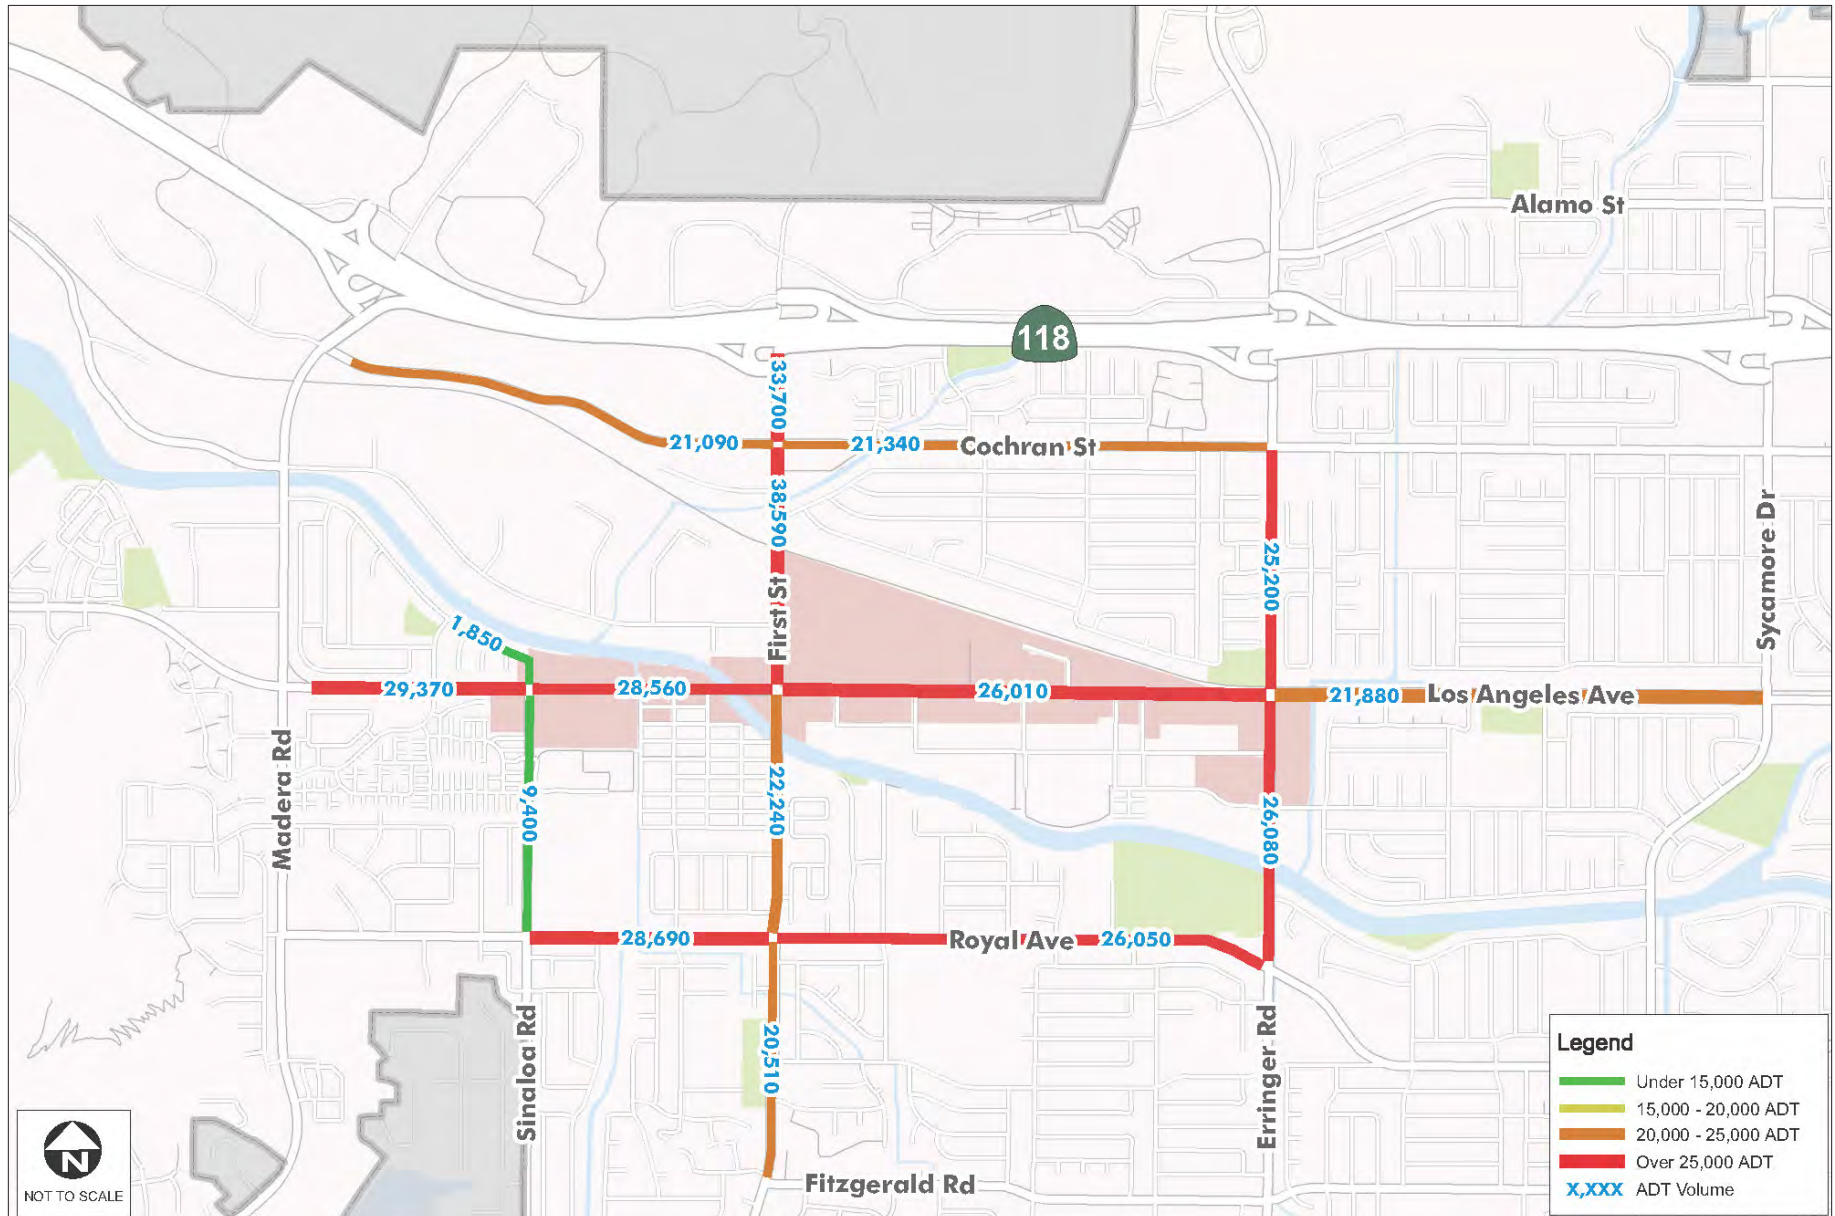 Alamo St
118
33,700
21,090
21,340
Cochran St
38,590
Sycamore Dr
25,200
First St
1,850
29,370
28,560
26,010
21,880
Los Angeles Ave
Madera Rd
9,400
22,240
26,080
28,690
Royal Ave
26,050
Sinaloa Rd
20,510
Erringer Rd
Fitzgerald Rd
N
NOT TO SCALE
Legend
Under 15,000 ADT
15,000 - 20,000 ADT
20,000 - 25,000 ADT
Over 25,000 ADT
X,XXX ADT Volume